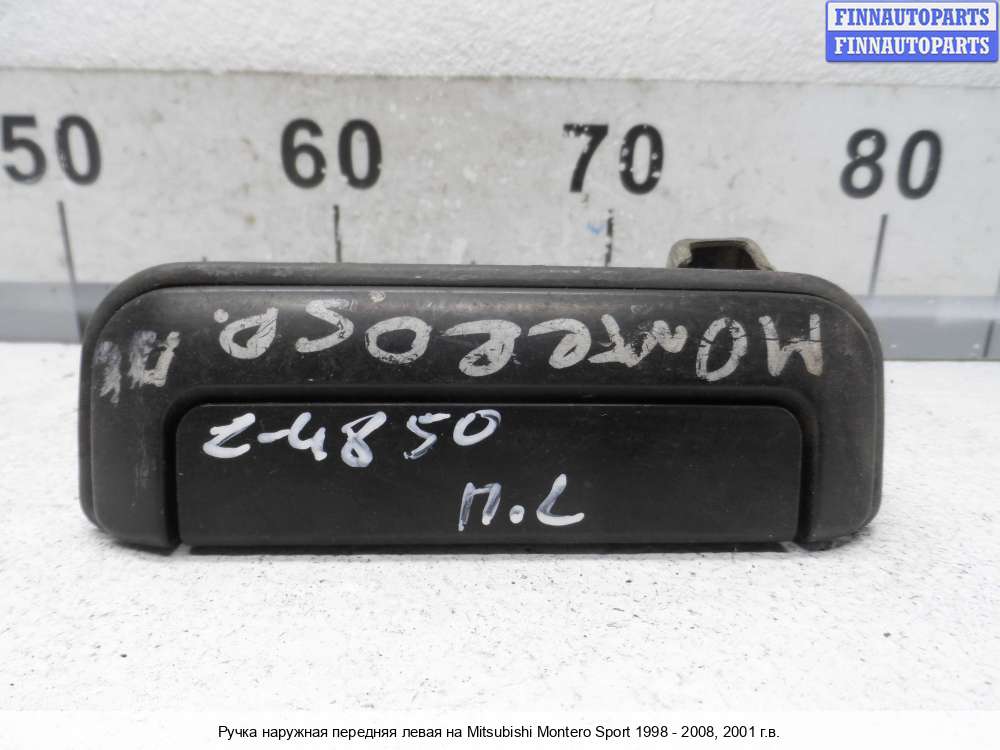 FINNAUTOPARTS
FINNAUTOPARTS
50 60 70 80
MONTERO SP.
Z-4850
П.L
Ручка наружная передняя левая на Mitsubishi Montero Sport 1998 - 2008, 2001 г.в.